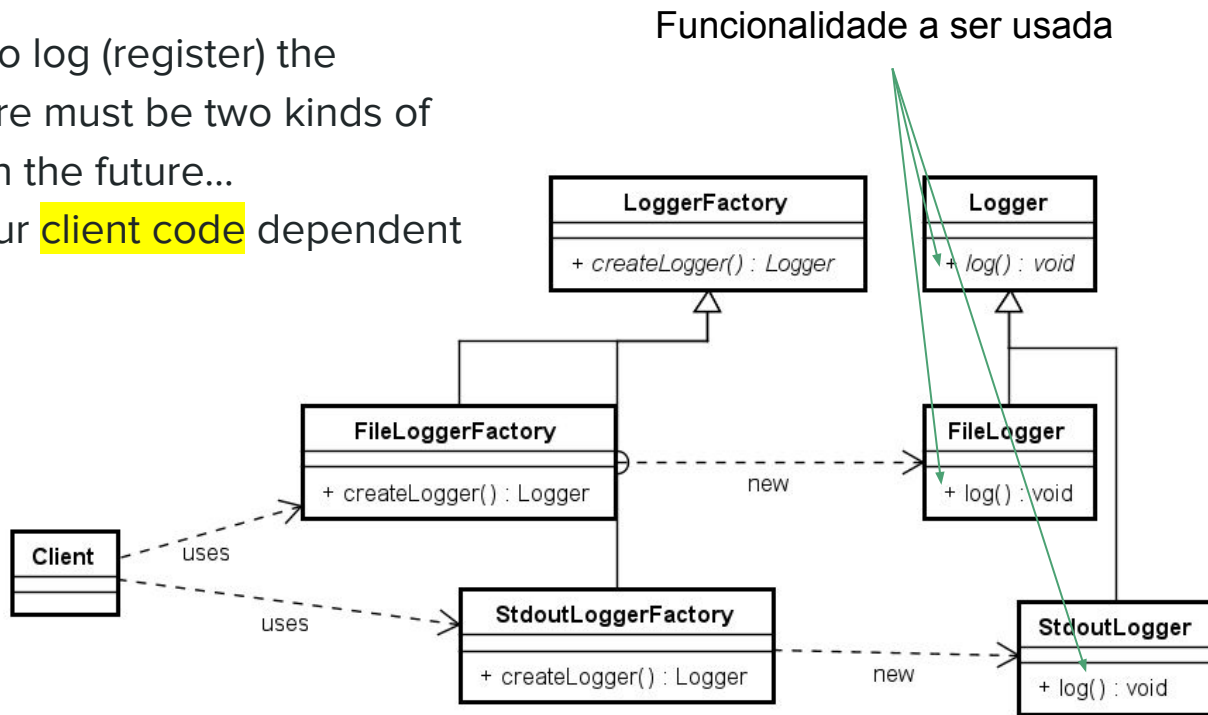 Funcionalidade a ser usada
o log (register) the
re must be two kinds of
n the future...
ur client code dependent
LoggerFactory
+ createLogger() : Logger
Logger
+ log() : void
FileLoggerFactory
+ createLogger() : Logger
new
FileLogger
+ log() : void
Client
uses
uses
StdoutLoggerFactory
+ createLogger() : Logger
new
StdoutLogger
+ log() : void